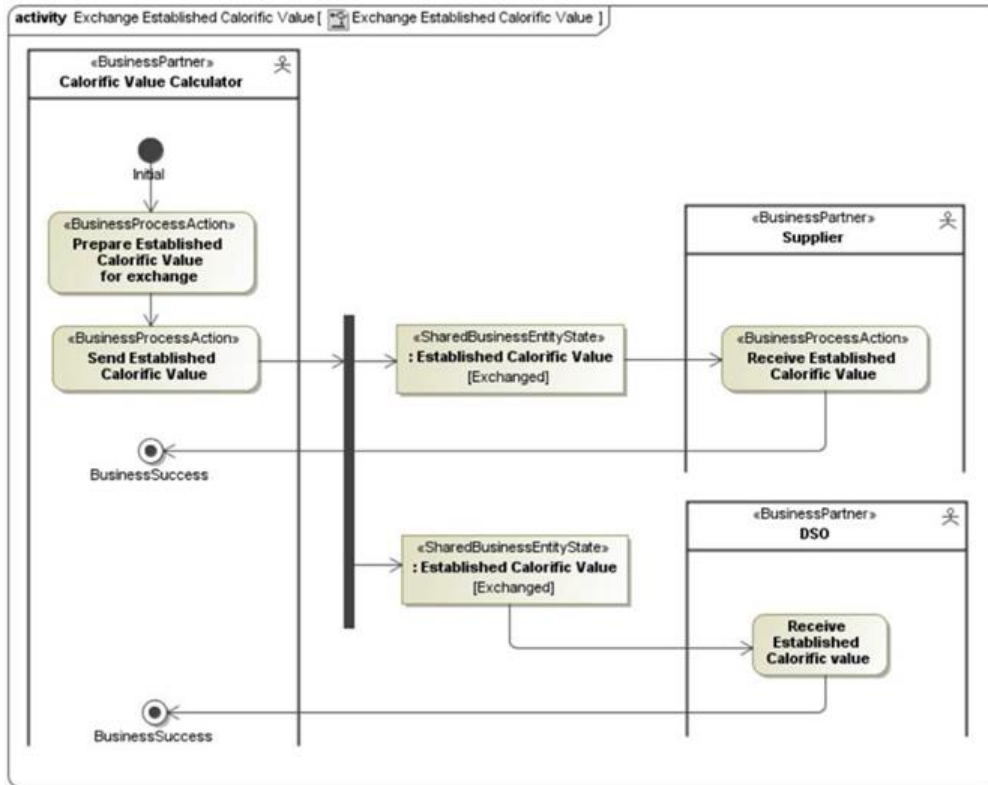 activity Exchange Established Calorific Value [ Exchange Established Calorific Value ]
«BusinessPartner»
Calorific Value Calculator
Initial
«BusinessProcessAction»
Prepare Established
Calorific Value
for exchange
«BusinessProcessAction»
Send Established
Calorific Value
«SharedBusinessEntityState»
: Established Calorific Value
[Exchanged]
«BusinessPartner»
Supplier
«BusinessProcessAction»
Receive Established
Calorific Value
BusinessSuccess
«SharedBusinessEntityState»
: Established Calorific Value
[Exchanged]
«BusinessPartner»
DSO
Receive
Established
Calorific value
BusinessSuccess